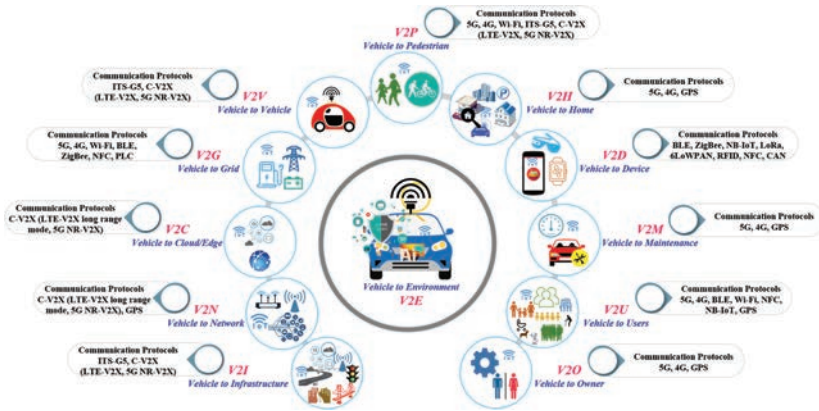 V2P
Vehicle to Pedestrian
Communication Protocols
5G, 4G, Wi-Fi, ITS-G5, C-V2X
(LTE-V2X, 5G NR-V2X)
Communication Protocols
ITS-G5, C-V2X
(LTE-V2X, 5G NR-V2X)
V2V
Vehicle to Vehicle
V2H
Vehicle to Home
Communication Protocols
5G, 4G, GPS
Communication Protocols
5G, 4G, Wi-Fi, BLE,
ZigBee, NFC, PLC
V2G
Vehicle to Grid
V2D
Vehicle to Device
Communication Protocols
BLE, ZigBee, NB-IoT, LoRa,
6LoWPAN, RFID, NFC, CAN
Communication Protocols
C-V2X (LTE-V2X long range
mode, 5G NR-V2X)
V2C
Vehicle to Cloud/Edge
V2M
Vehicle to Maintenance
Communication Protocols
5G, 4G, GPS
AI
Vehicle to Environment
V2E
Communication Protocols
C-V2X (LTE-V2X long range
mode, 5G NR-V2X), GPS
V2N
Vehicle to Network
V2U
Vehicle to Users
Communication Protocols
5G, 4G, BLE, Wi-Fi, NFC,
NB-IoT, GPS
Communication Protocols
ITS-G5, C-V2X
(LTE-V2X, 5G NR-V2X)
V2I
Vehicle to Infrastructure
V2O
Vehicle to Owner
Communication Protocols
5G, 4G, GPS